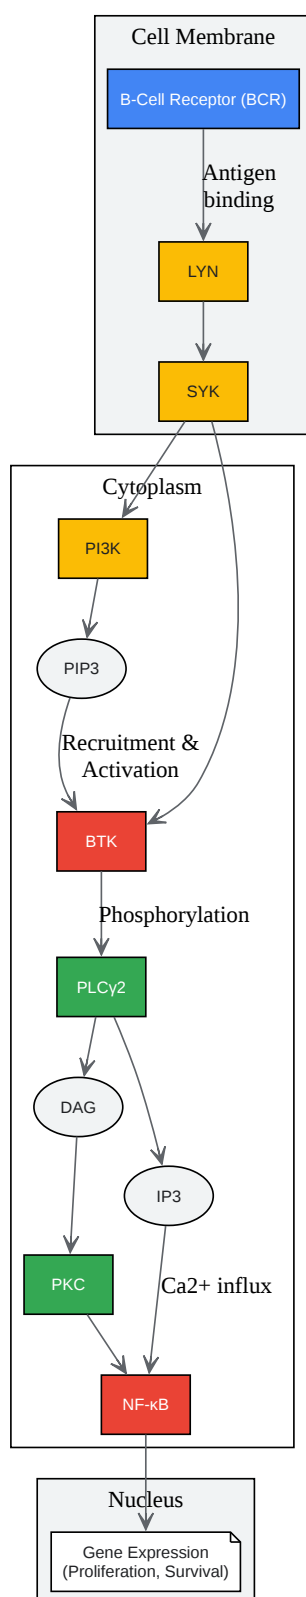 Cell Membrane
B-Cell Receptor (BCR)
Antigen
binding
LYN
SYK
Cytoplasm
PI3K
PIP3
Recruitment &
Activation
BTK
Phosphorylation
PLCγ2
DAG
IP3
PKC
Ca2+ influx
NF-κB
Nucleus
Gene Expression
(Proliferation, Survival)